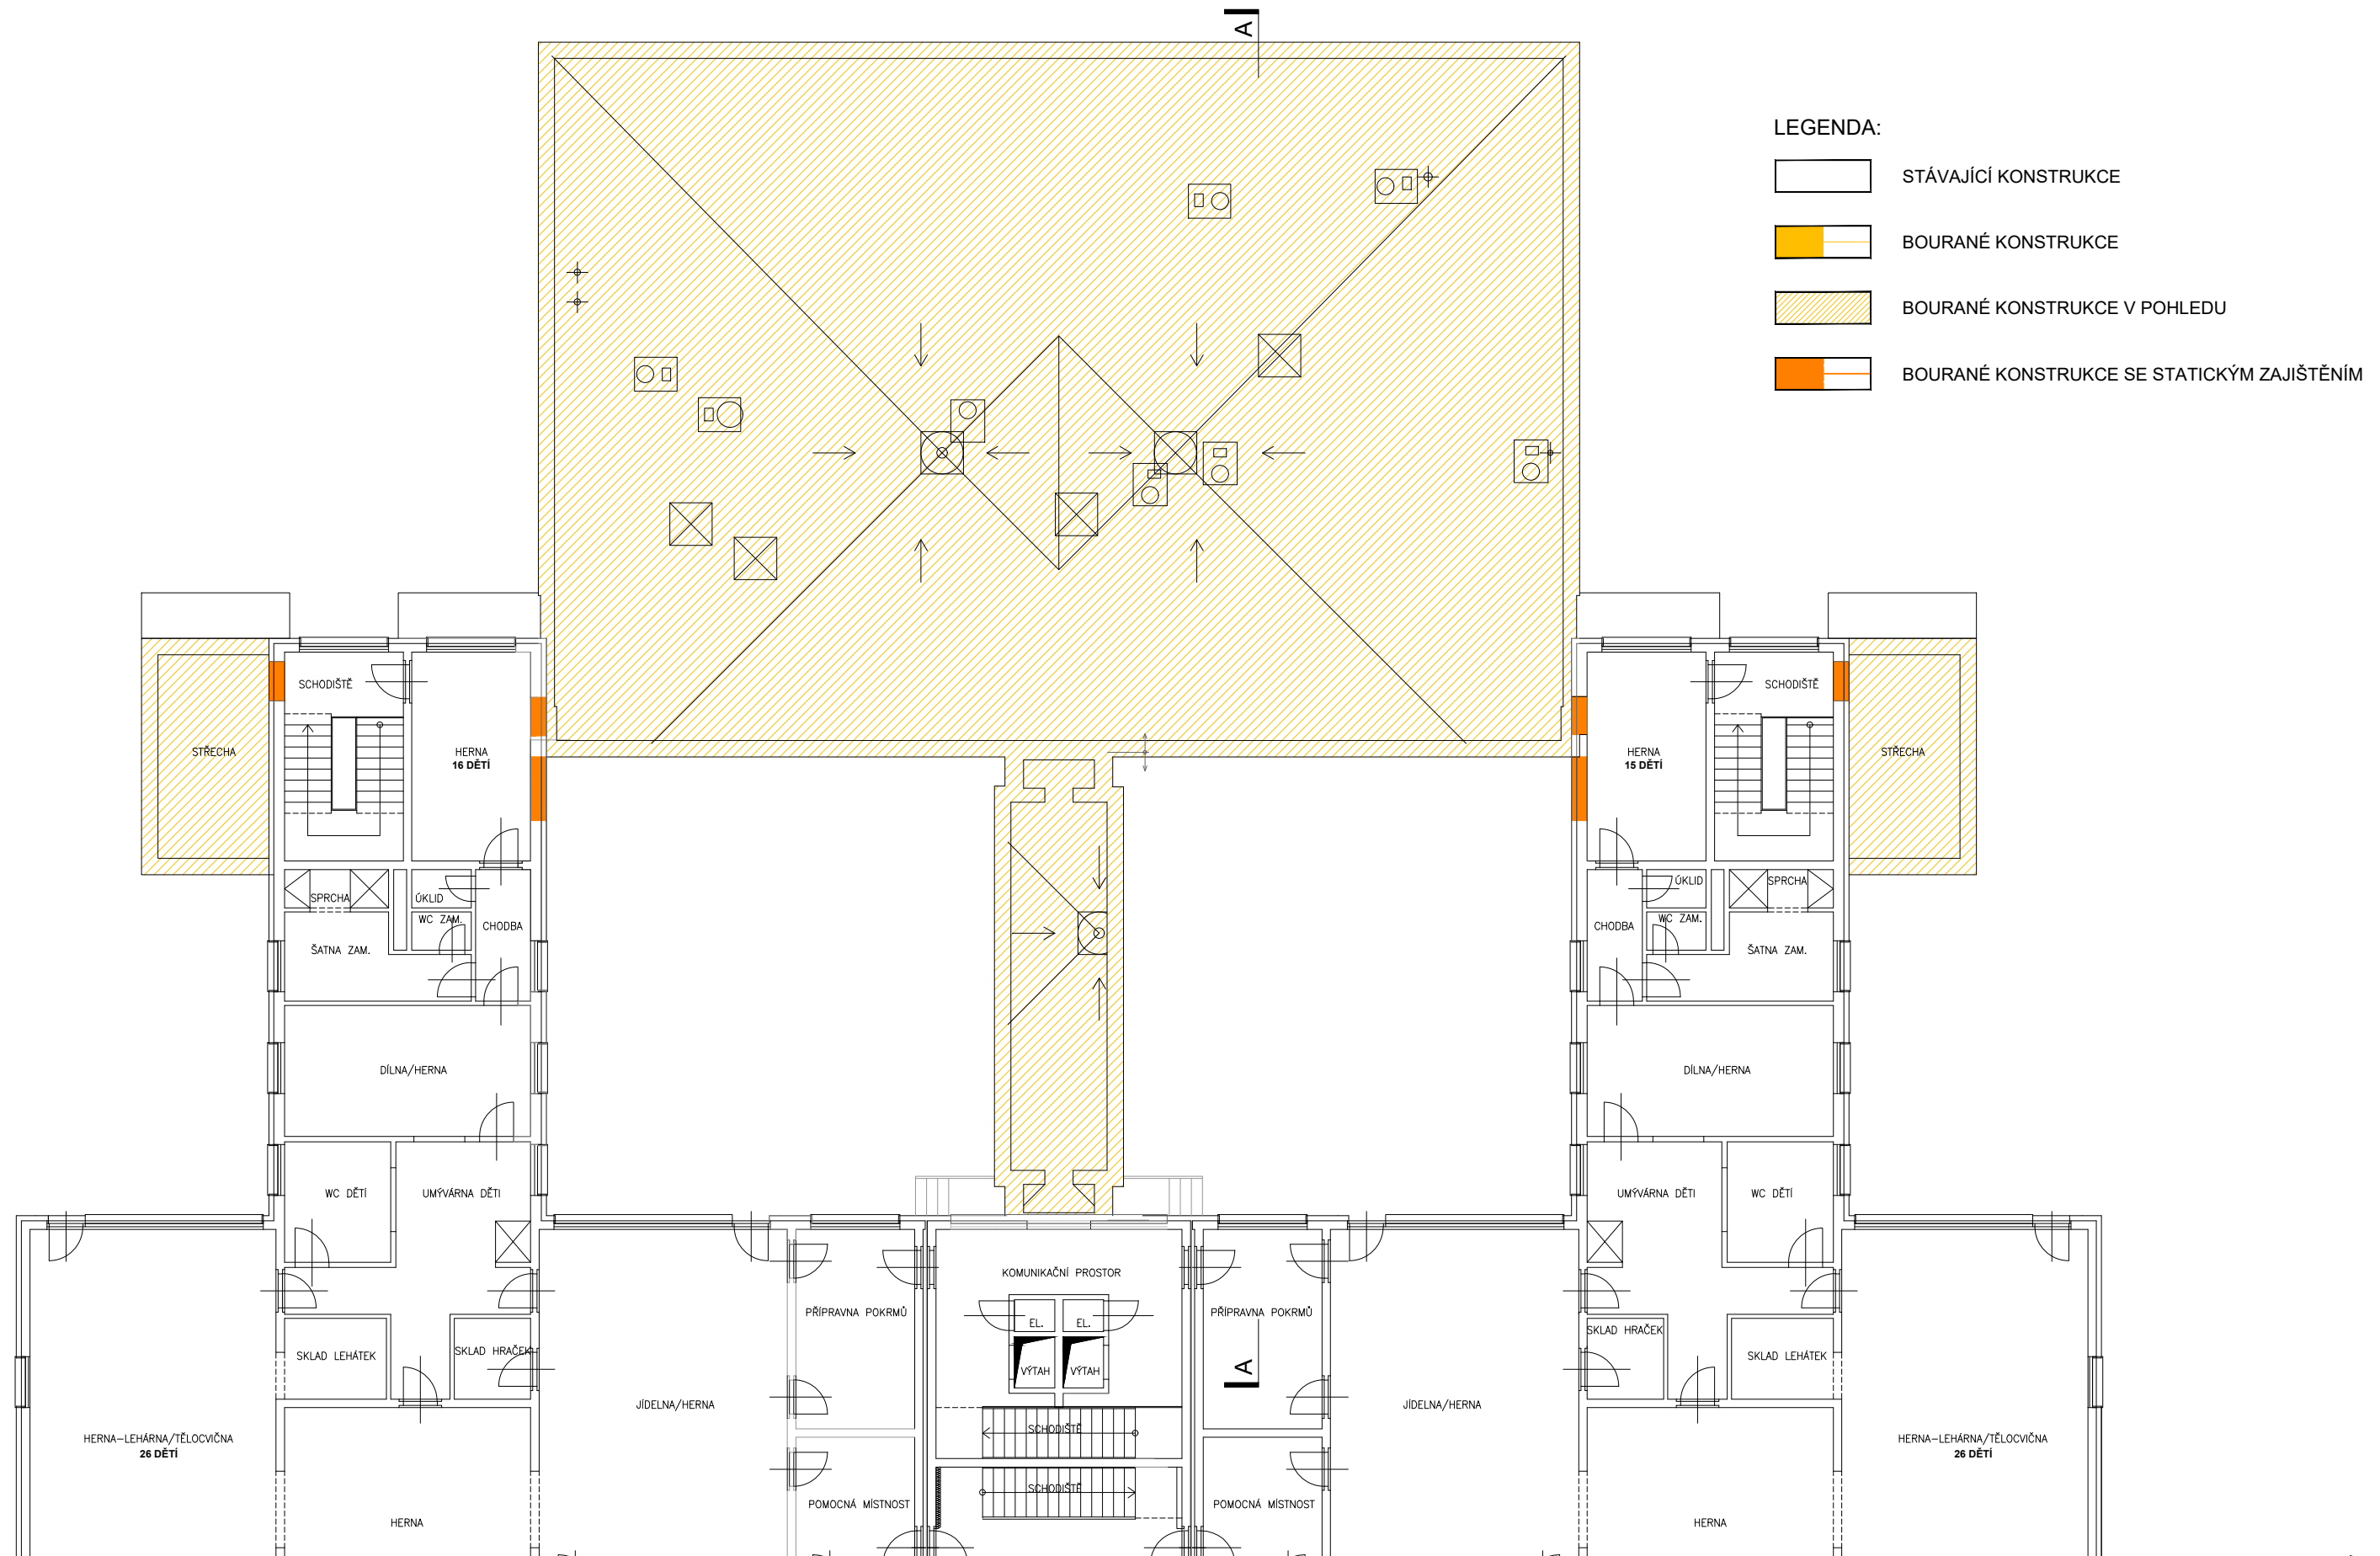 A
LEGENDA:
STÁVAJÍCÍ KONSTRUKCE
BOURANÉ KONSTRUKCE
BOURANÉ KONSTRUKCE V POHLEDU
BOURANÉ KONSTRUKCE SE STATICKÝM ZAJIŠTĚNÍM
SCHODIŠTĚ
SCHODIŠTĚ
STŘECHA
HERNA
16 DĚTÍ
HERNA
15 DĚTÍ
STŘECHA
SPRCHA
ÚKLID
ÚKLID
SPRCHA
WC ZAM.
CHODBA
CHODBA
WC ZAM.
ŠATNA ZAM.
ŠATNA ZAM.
DÍLNA/HERNA
DÍLNA/HERNA
WC DĚTÍ
UMÝVÁRNA DĚTI
UMÝVÁRNA DĚTI
WC DĚTÍ
KOMUNIKAČNÍ PROSTOR
PŘÍPRAVNA POKRMŮ
EL.
EL.
PŘÍPRAVNA POKRMŮ
SKLAD LEHÁTEK
SKLAD HRAČEK
VÝTAH
VÝTAH
A
SKLAD HRAČEK
SKLAD LEHÁTEK
JÍDELNA/HERNA
JÍDELNA/HERNA
SCHODIŠTĚ
HERNA-LEHÁRNA/TĚLOCVIČNA
26 DĚTÍ
HERNA-LEHÁRNA/TĚLOCVIČNA
26 DĚTÍ
SCHODIŠTĚ
POMOCNÁ MÍSTNOST
POMOCNÁ MÍSTNOST
HERNA
HERNA